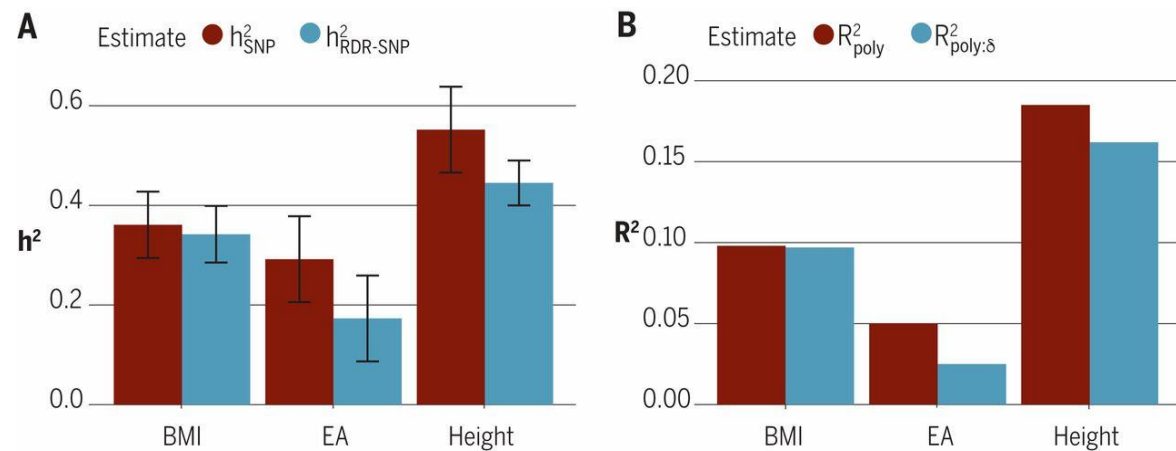 A
Estimate h²SNP h²RDR-SNP
0.6
0.4
h²
0.2
0.0
BMI EA Height
B
Estimate R²poly R²poly:δ
0.20
0.15
R²
0.10
0.05
0.00
BMI EA Height